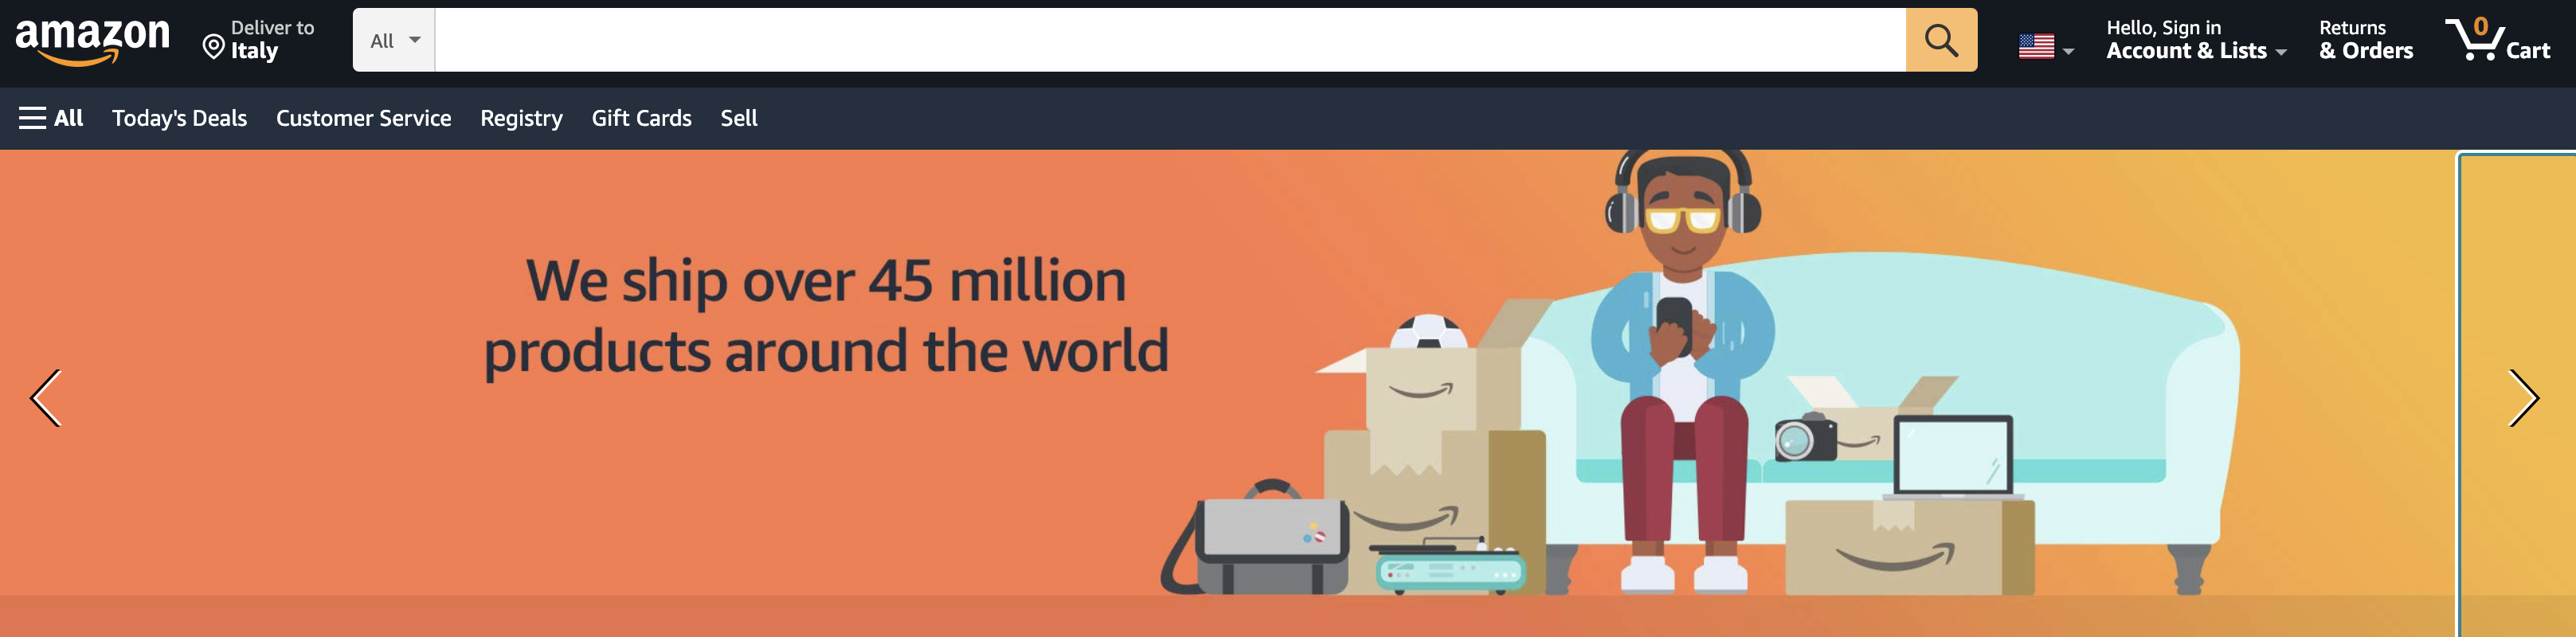 amazon
Deliver to
Italy
All
Hello, Sign in
Account & Lists
Returns
& Orders
0
Cart
All Today's Deals Customer Service Registry Gift Cards Sell
We ship over 45 million
products around the world